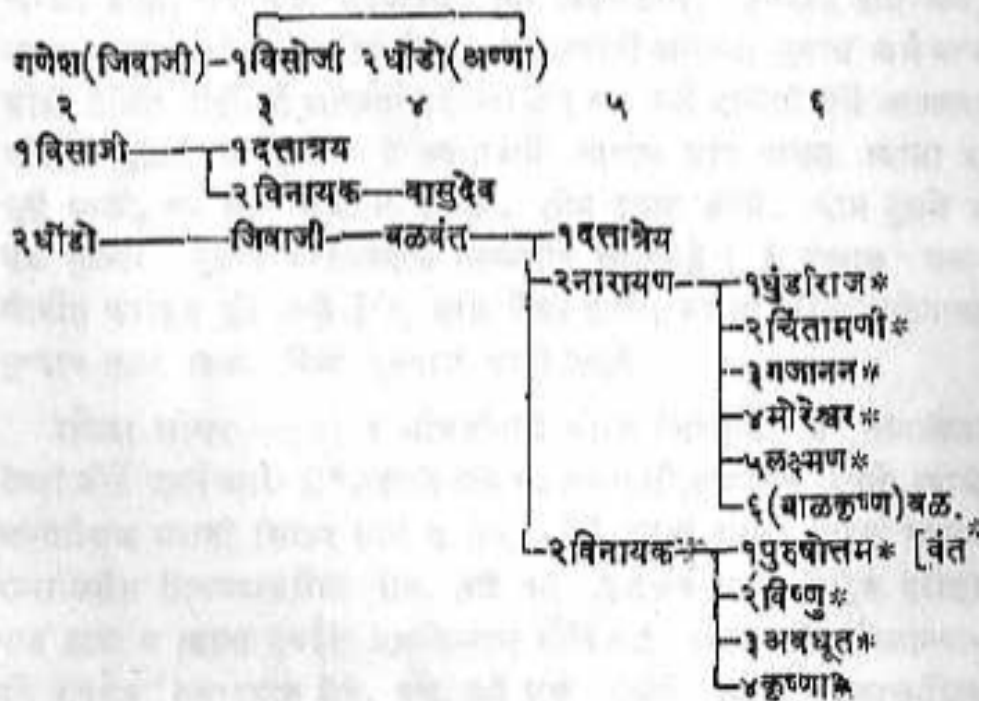 गणेश(जिवाजी)-१विसोजी २धोंडो(अण्णा)
२ ३ ४ ५ ६
१विसाजी १दत्तात्रय
२विनायक वासुदेव
२धोंडो जिवाजी बळवंत १दत्तात्रेय
२नारायण १धुंडीराज*
२चिंतामणी*
३गजानन*
४मोरेश्वर*
५लक्ष्मण*
६(बाळकृष्ण)बळ.
२विनायक* १पुरुषोत्तम* [वंत*
२विष्णु*
३अवधूत*
४कृष्णा*